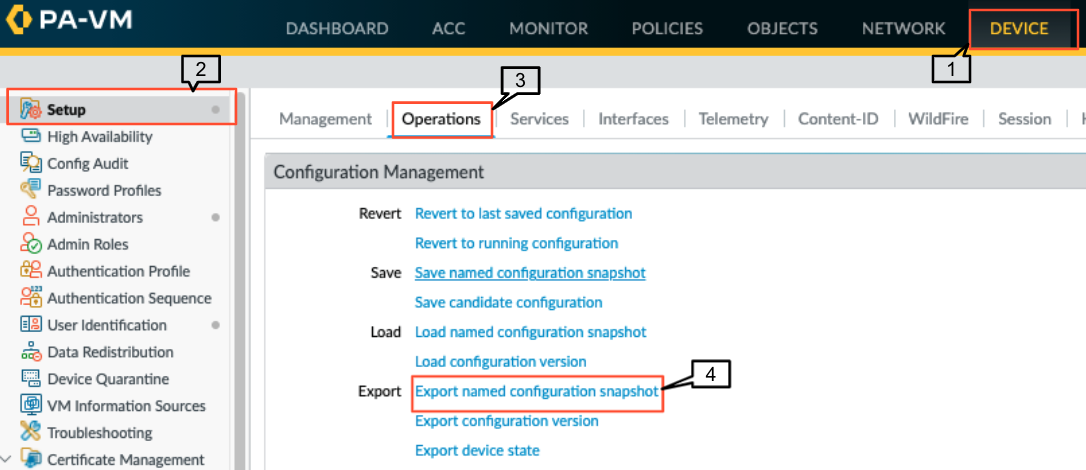 PA-VM
DASHBOARD ACC MONITOR POLICIES OBJECTS NETWORK DEVICE
1
2
3
Setup
High Availability
Config Audit
Password Profiles
Administrators
Admin Roles
Authentication Profile
Authentication Sequence
User Identification
Data Redistribution
Device Quarantine
VM Information Sources
Troubleshooting
Certificate Management
Management Operations Services Interfaces Telemetry Content-ID WildFire Session
Configuration Management
Revert Revert to last saved configuration
Revert to running configuration
Save Save named configuration snapshot
Save candidate configuration
Load Load named configuration snapshot
Load configuration version
Export Export named configuration snapshot
4
Export configuration version
Export device state